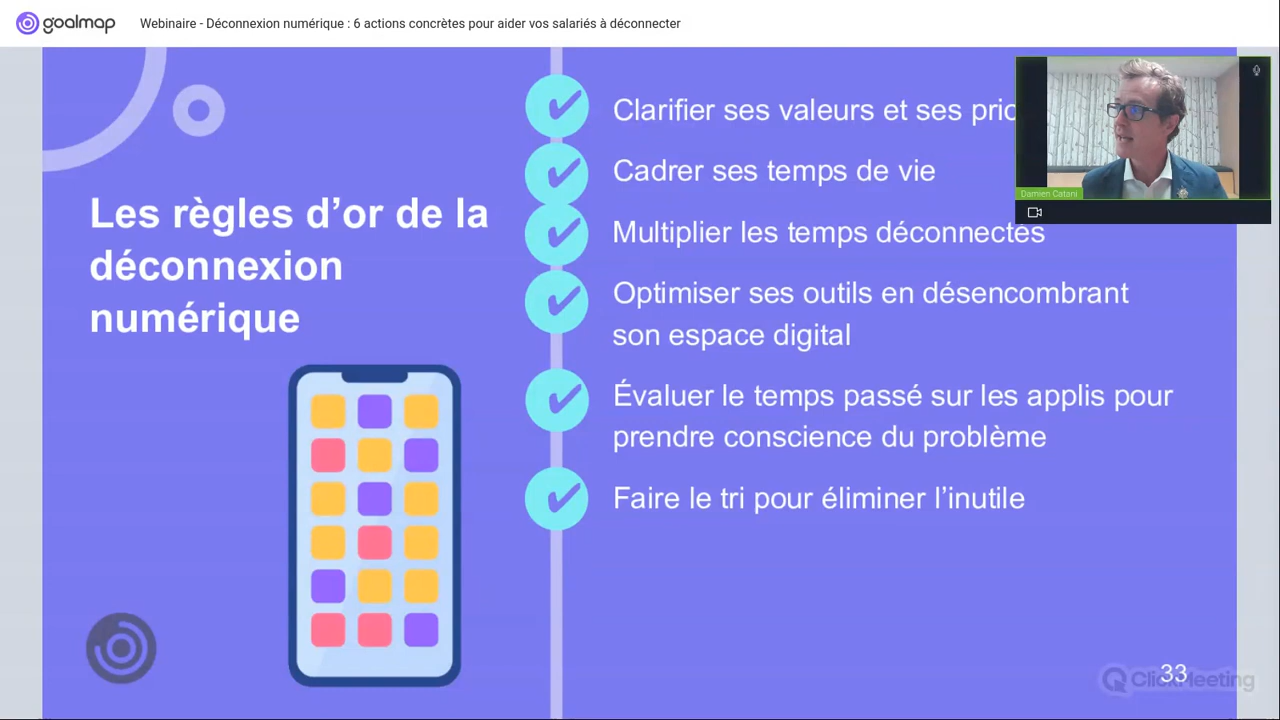 goalmap
Webinaire - Déconnexion numérique : 6 actions concrètes pour aider vos salariés à déconnecter
Les règles d’or de la
déconnexion
numérique
Clarifier ses valeurs et ses
Cadrer ses temps de vie
Multiplier les temps déconnectés
Optimiser ses outils en désencombrant
son espace digital
Évaluer le temps passé sur les applis pour
prendre conscience du problème
Faire le tri pour éliminer l’inutile
Damien Catani
33
ClickMeeting